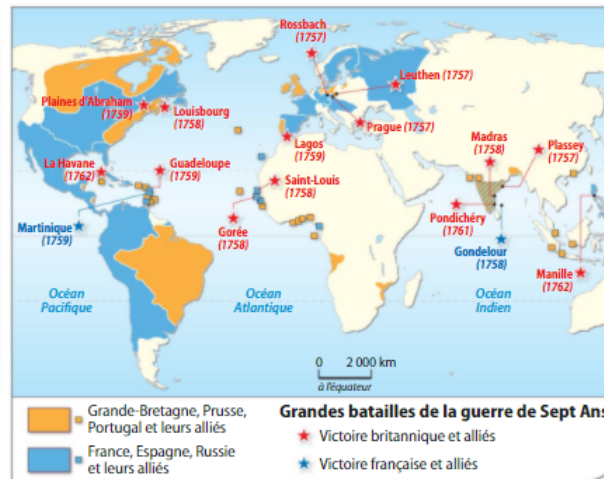 Rossbach
(1757)
Leuthen (1757)
Plaines d'Abraham
(1759)
Louisbourg
(1758)
Prague (1757)
Lagos
(1759)
Madras
(1758)
Plassey
(1757)
La Havane
(1762)
Guadeloupe
(1759)
Saint-Louis
(1758)
Martinique
(1759)
Gorée
(1758)
Pondichéry
(1761)
Gondelour
(1758)
Manille
(1762)
Océan
Pacifique
Océan
Atlantique
Océan
Indien
0 2 000 km
à l'équateur
Grande-Bretagne, Prusse,
Portugal et leurs alliés
France, Espagne, Russie
et leurs alliés
Grandes batailles de la guerre de Sept Ans
Victoire britannique et alliés
Victoire française et alliés